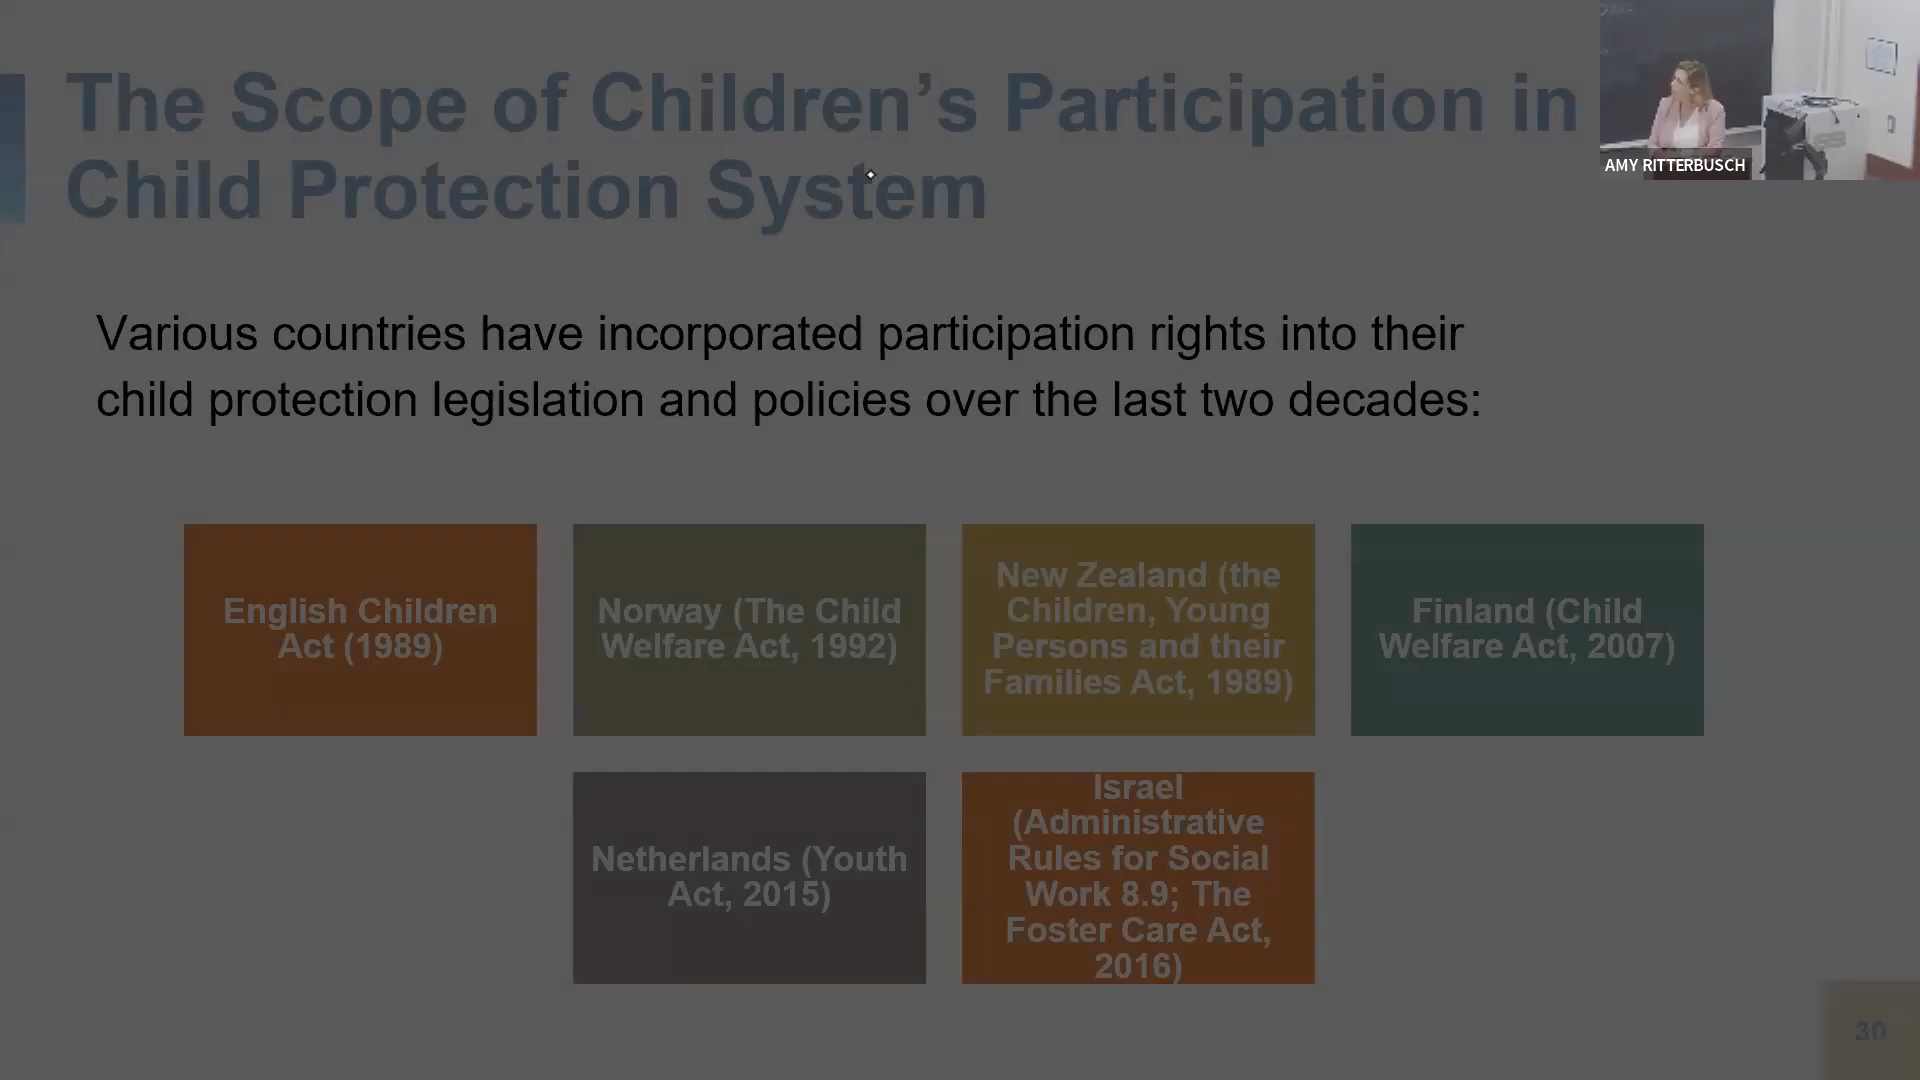 The Scope of Children’s Participation in
Child Protection System
AMY RITTERBUSCH
Various countries have incorporated participation rights into their
child protection legislation and policies over the last two decades:
English Children
Act (1989)
Norway (The Child
Welfare Act, 1992)
New Zealand (the
Children, Young
Persons and their
Families Act, 1989)
Finland (Child
Welfare Act, 2007)
Netherlands (Youth
Act, 2015)
Israel
(Administrative
Rules for Social
Work 8.9; The
Foster Care Act,
2016)
30